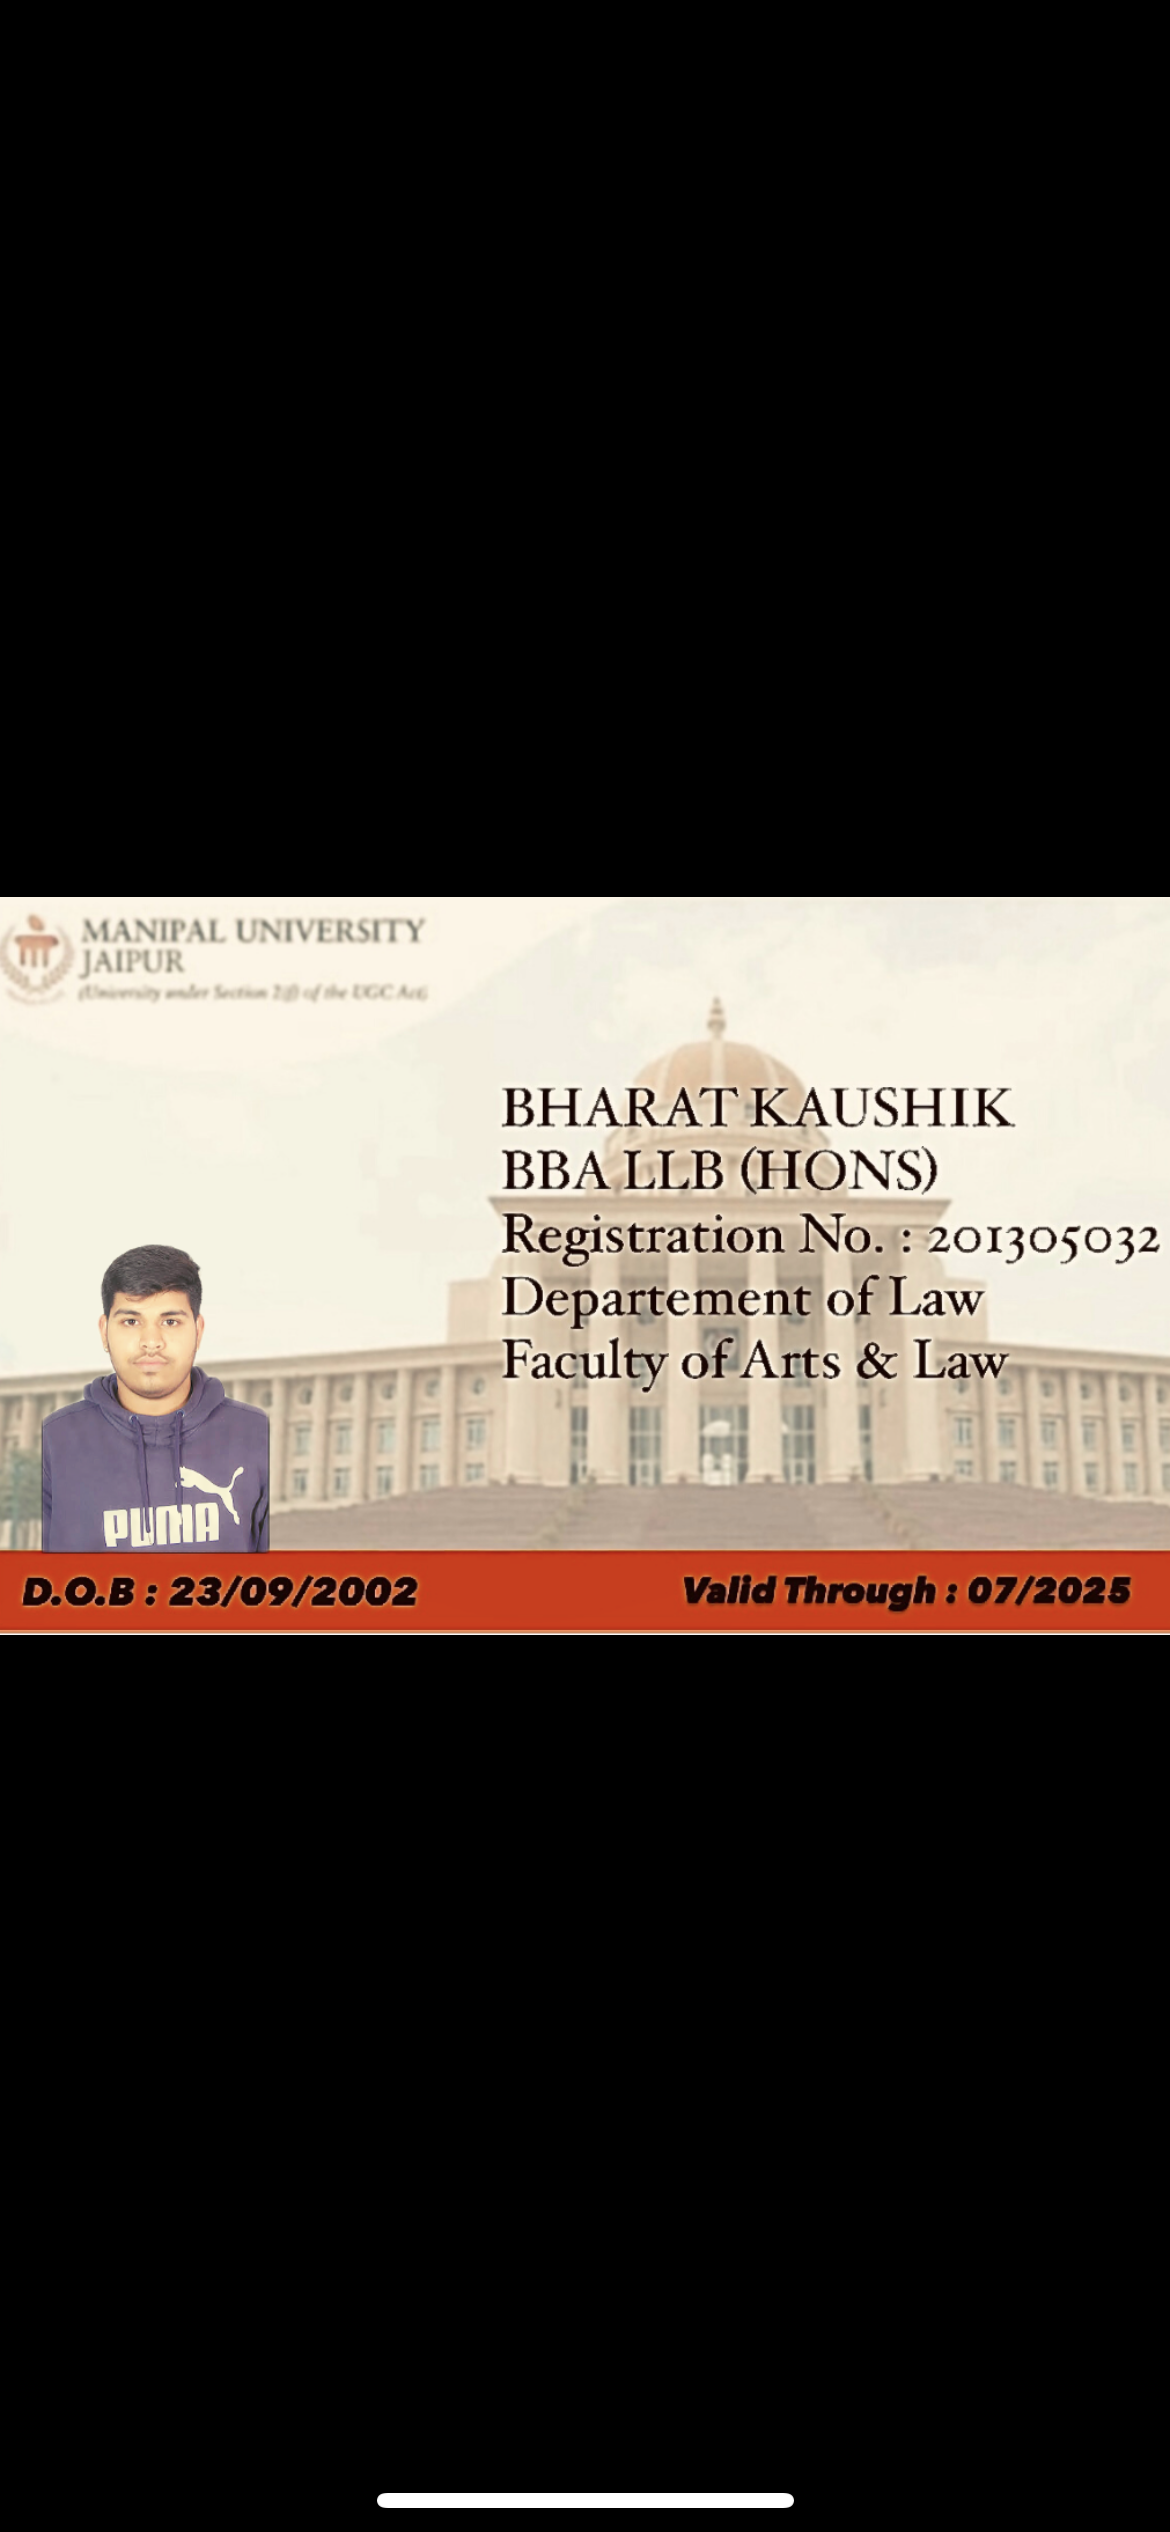 MANIPAL UNIVERSITY
JAIPUR
(University under Section 2(f) of the UGC Act)
BHARAT KAUSHIK
BBA LLB (HONS)
Registration No. : 201305032
Departement of Law
Faculty of Arts & Law
PUMA
D.O.B : 23/09/2002
Valid Through : 07/2025